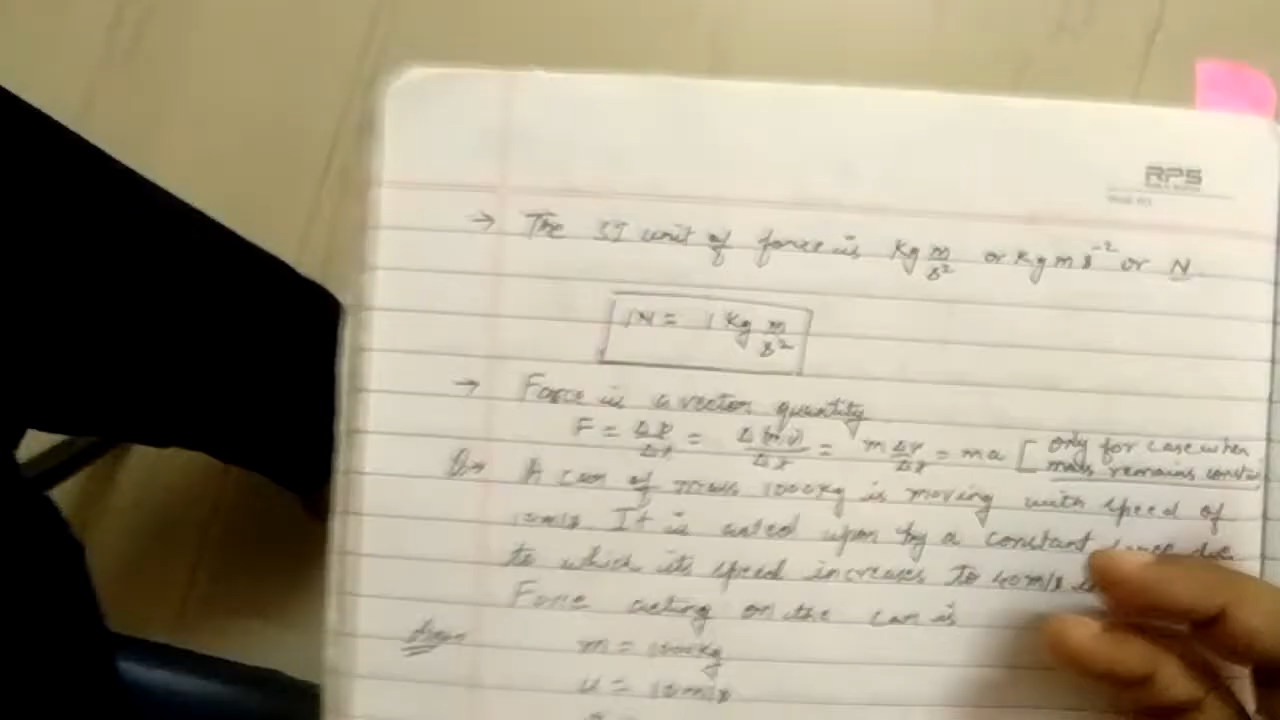 RPS
→ The SI unit of force is Kg m/s² or Kg m s⁻² or N
1N = 1 Kg m/s²
→ Force is a vector quantity
F = Δp/Δt = Δ(mv)/Δt = m Δv/Δt = ma [only for case when
mass remains constan
Q→ A car of mass 1000kg is moving with speed of
10m/s. It is acted upon by a constant force due
to which its speed increases to 40m/s
Force acting on the car is
Ans→ m = 1000kg
u = 10m/s